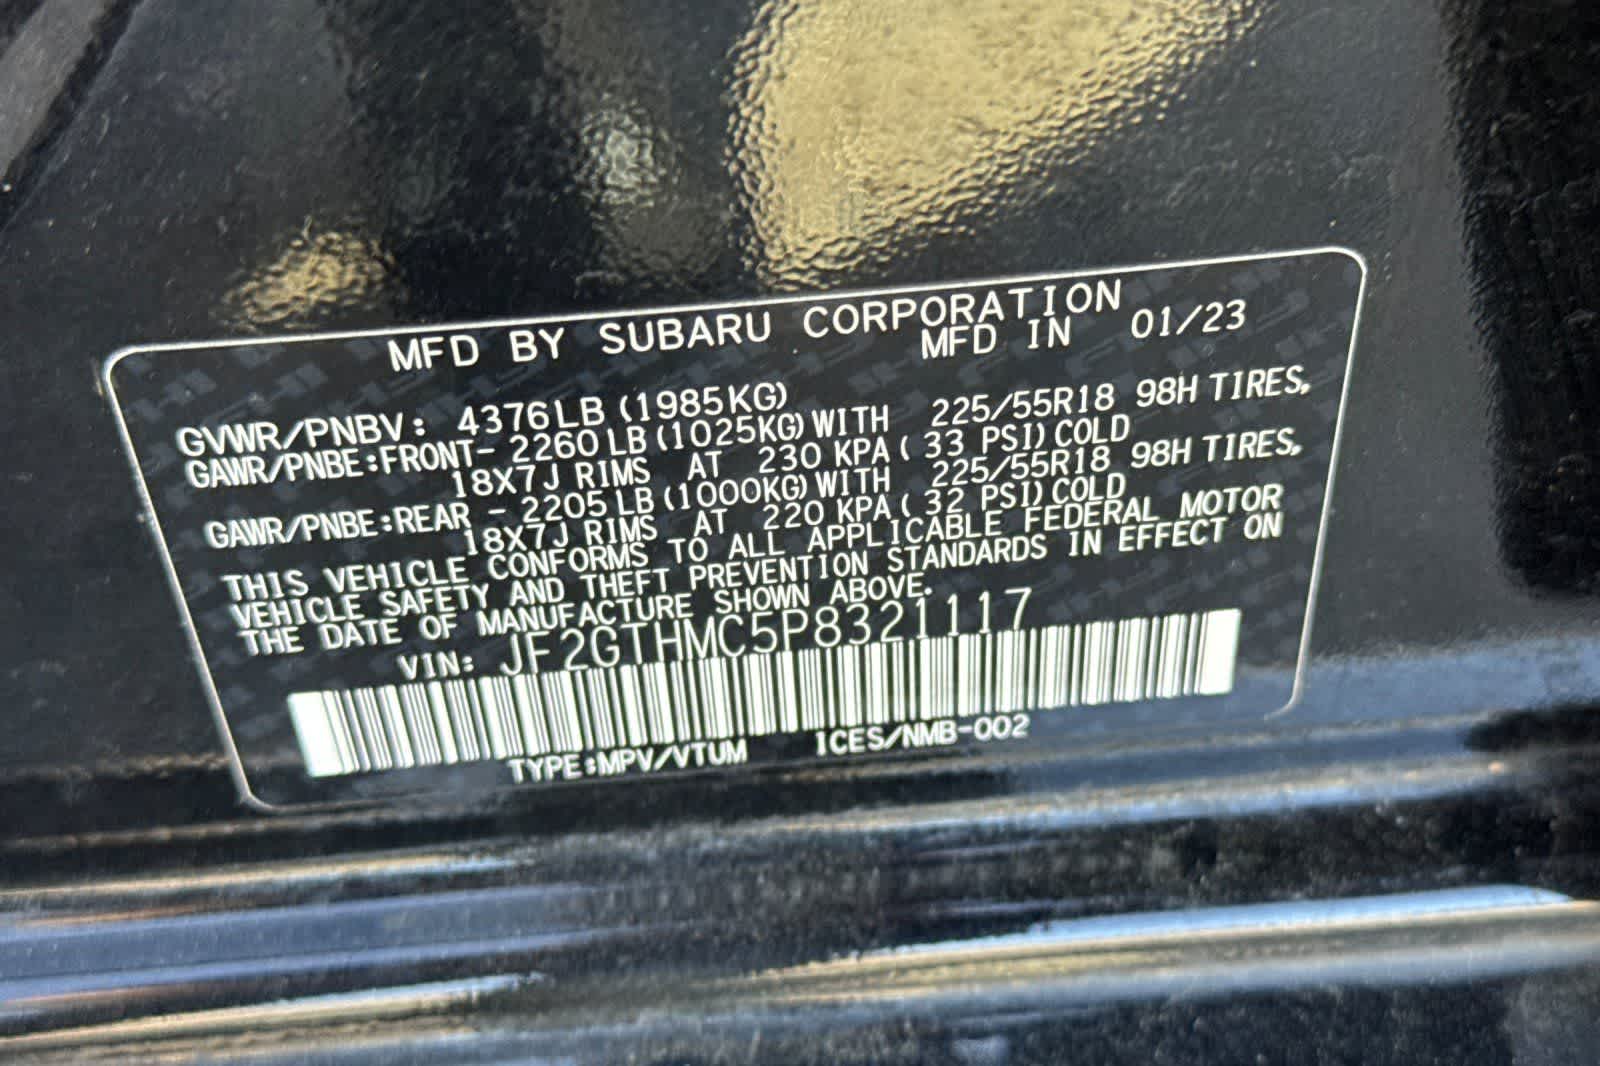 MFD BY SUBARU CORPORATION
MFD IN 01/23
GVWR/PNBV: 4376LB (1985KG)
GAWR/PNBE:FRONT- 2260 LB (1025KG) WITH 225/55R18 98H TIRES,
18X7J RIMS AT 230 KPA ( 33 PSI) COLD
GAWR/PNBE:REAR - 2205 LB (1000KG) WITH 225/55R18 98H TIRES,
18X7J RIMS AT 220 KPA ( 32 PSI) COLD
THIS VEHICLE CONFORMS TO ALL APPLICABLE FEDERAL MOTOR
VEHICLE SAFETY AND THEFT PREVENTION STANDARDS IN EFFECT ON
THE DATE OF MANUFACTURE SHOWN ABOVE.
VIN: JF2GTHMC5P8321117
TYPE:MPV/VTUM ICES/NMB-002